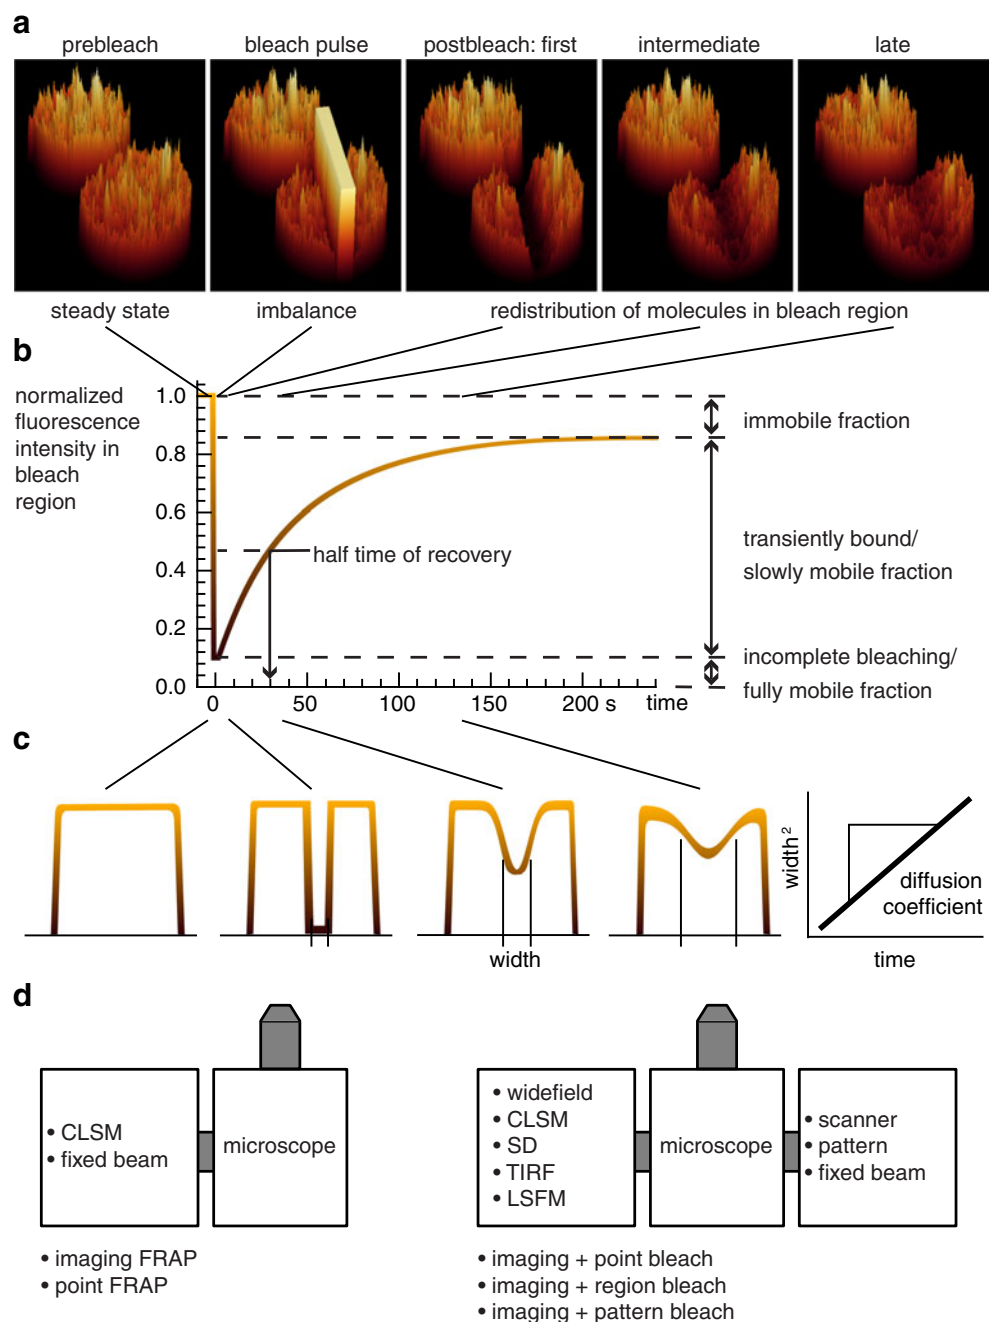 a
prebleach
bleach pulse
postbleach: first
intermediate
late
steady state
imbalance
redistribution of molecules in bleach region
b
normalized
fluorescence
intensity in
bleach
region
1.0
0.8
0.6
0.4
0.2
0.0
half time of recovery
immobile fraction
transiently bound/
slowly mobile fraction
incomplete bleaching/
fully mobile fraction
0 50 100 150 200 s time
c
width
width²
diffusion
coefficient
time
d
• CLSM
• fixed beam
microscope
• imaging FRAP
• point FRAP
• widefield
• CLSM
• SD
• TIRF
• LSFM
microscope
• scanner
• pattern
• fixed beam
• imaging + point bleach
• imaging + region bleach
• imaging + pattern bleach